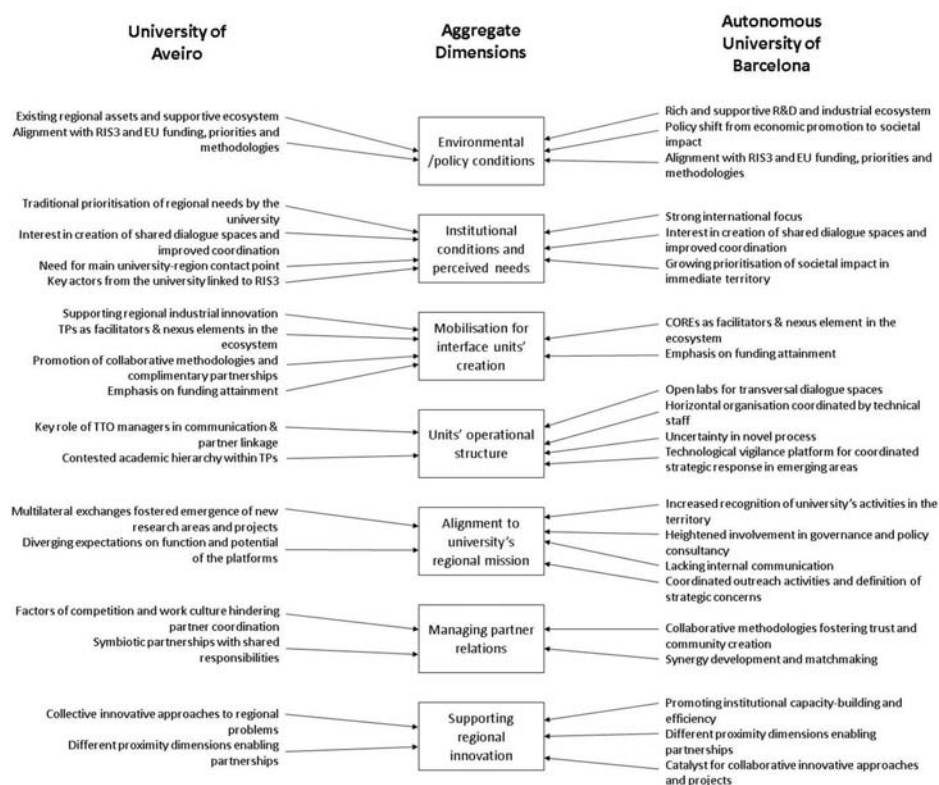 University of
Aveiro
Aggregate
Dimensions
Autonomous
University of
Barcelona
Existing regional assets and supportive ecosystem
Alignment with RIS3 and EU funding, priorities and
methodologies
Environmental
/policy conditions
Rich and supportive R&D and industrial ecosystem
Policy shift from economic promotion to societal
impact
Alignment with RIS3 and EU funding, priorities and
methodologies
Traditional prioritisation of regional needs by the
university
Interest in creation of shared dialogue spaces and
improved coordination
Need for main university-region contact point
Key actors from the university linked to RIS3
Institutional
conditions and
perceived needs
Strong international focus
Interest in creation of shared dialogue spaces and
improved coordination
Growing prioritisation of societal impact in
immediate territory
Supporting regional industrial innovation
TPs as facilitators & nexus elements in the
ecosystem
Promotion of collaborative methodologies and
complimentary partnerships
Emphasis on funding attainment
Mobilisation for
interface units'
creation
COREs as facilitators & nexus element in the
ecosystem
Emphasis on funding attainment
Key role of TTO managers in communication &
partner linkage
Contested academic hierarchy within TPs
Units' operational
structure
Open labs for transversal dialogue spaces
Horizontal organisation coordinated by technical
staff
Uncertainty in novel process
Technological vigilance platform for coordinated
strategic response in emerging areas
Multilateral exchanges fostered emergence of new
research areas and projects
Diverging expectations on function and potential
of the platforms
Alignment to
university's
regional mission
Increased recognition of university's activities in the
territory
Heightened involvement in governance and policy
consultancy
Lacking internal communication
Coordinated outreach activities and definition of
strategic concerns
Factors of competition and work culture hindering
partner coordination
Symbiotic partnerships with shared
responsibilities
Managing partner
relations
Collaborative methodologies fostering trust and
community creation
Synergy development and matchmaking
Collective innovative approaches to regional
problems
Different proximity dimensions enabling
partnerships
Supporting
regional
innovation
Promoting institutional capacity-building and
efficiency
Different proximity dimensions enabling
partnerships
Catalyst for collaborative innovative approaches
and projects